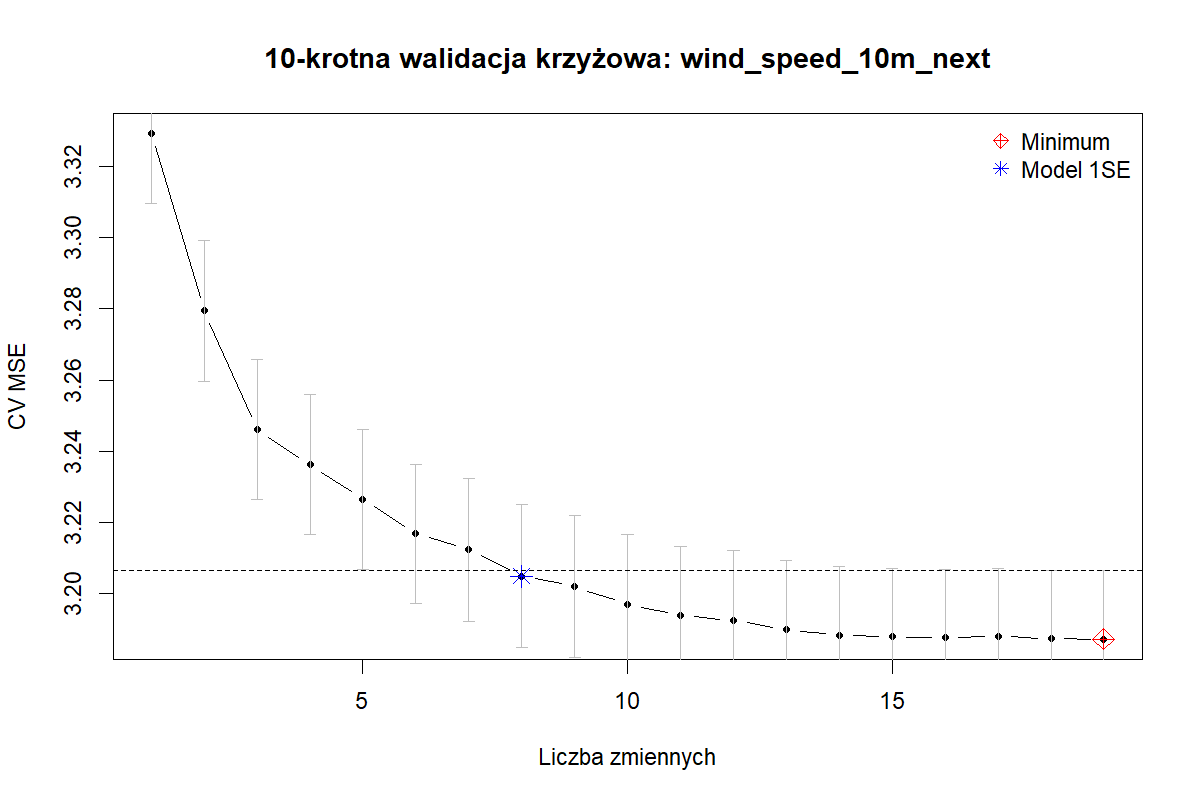 10-krotna walidacja krzyżowa: wind_speed_10m_next
Minimum
Model 1SE
CV MSE
3.32
3.30
3.28
3.26
3.24
3.22
3.20
5
10
15
Liczba zmiennych